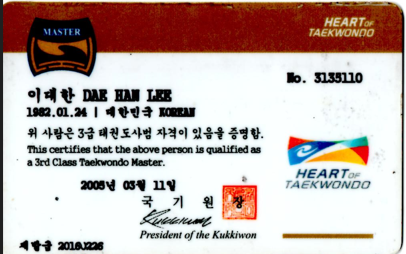 MASTER
HEART OF
TAEKWONDO
No. 3135110
이대한 DAE HAN LEE
1982.01.24 | 대한민국 KOREAN
위 사람은 3급 태권도사범 자격이 있음을 증명함.
This certifies that the above person is qualified as
a 3rd Class Taekwondo Master.
HEART OF
TAEKWONDO
2005년 03월 11일
국 기 원 장
Kukkiwon
President of the Kukkiwon
재발급 2016